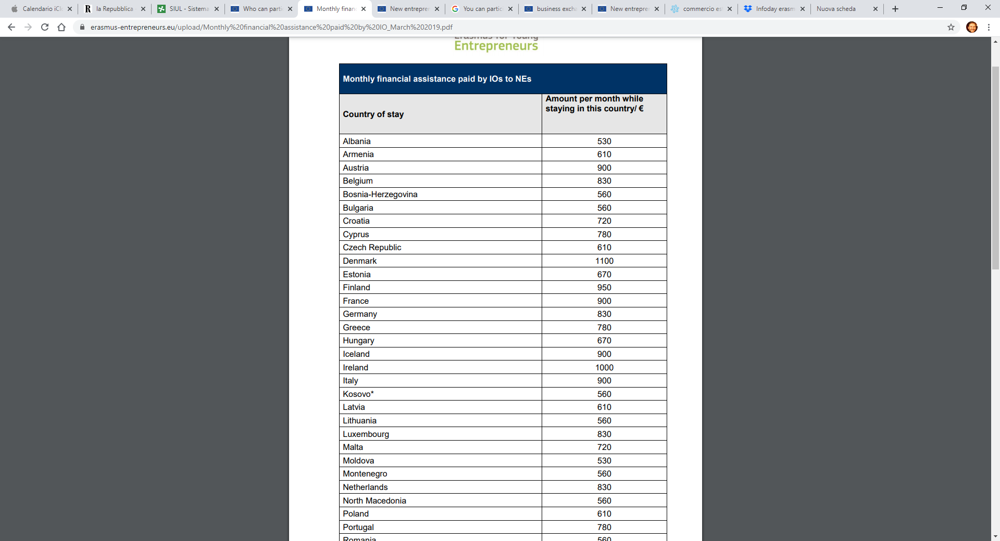 Calendario iCl
la Repubblica
SIUL - Sistema
Who can parti
Monthly finan
New entrepre
You can partic
business exch
New entrepre
commercio es
Infoday erasm
Nuova scheda
erasmus-entrepreneurs.eu/upload/Monthly%20financial%20assistance%20paid%20by%20IO_March%202019.pdf
Erasmus for Young
Entrepreneurs
Monthly financial assistance paid by IOs to NEs
Country of stay
Amount per month while
staying in this country/ €
Albania 530
Armenia 610
Austria 900
Belgium 830
Bosnia-Herzegovina 560
Bulgaria 560
Croatia 720
Cyprus 780
Czech Republic 610
Denmark 1100
Estonia 670
Finland 950
France 900
Germany 830
Greece 780
Hungary 670
Iceland 900
Ireland 1000
Italy 900
Kosovo* 560
Latvia 610
Lithuania 560
Luxembourg 830
Malta 720
Moldova 530
Montenegro 560
Netherlands 830
North Macedonia 560
Poland 610
Portugal 780
Romania 560